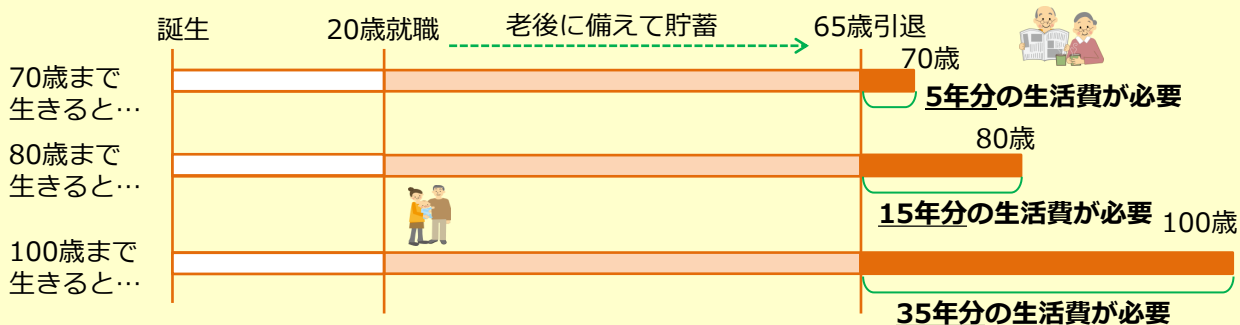 誕生
20歳就職
老後に備えて貯蓄
65歳引退
70歳まで
生きると…
70歳
5年分の生活費が必要
80歳まで
生きると…
80歳
15年分の生活費が必要
100歳まで
生きると…
100歳
35年分の生活費が必要